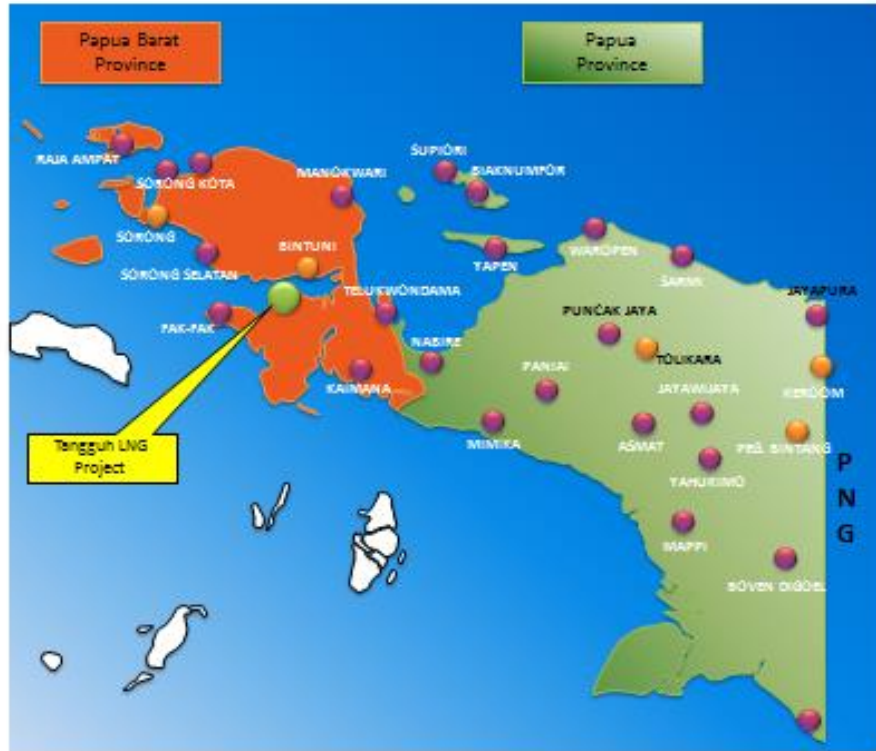 Papua Barat
Province
Papua
Province
RAJA AMPAT
SORONG KOTA
MANOKWARI
SUPIORI
BIAKNUMFOR
SORONG
BINTUNI
SORONG SELATAN
YAPEN
WAROPEN
SARMI
TELUKWONDAMA
FAK-FAK
PUNCAK JAYA
JAYAPURA
NABIRE
TOLIKARA
KAIMANA
PANIAI
JAYAWIJAYA
KEROOM
MIMIKA
ASMAT
PEG. BINTANG
Tangguh LNG
Project
YAHUKIMO
P
N
G
MAPPI
BOVEN DIGOEL